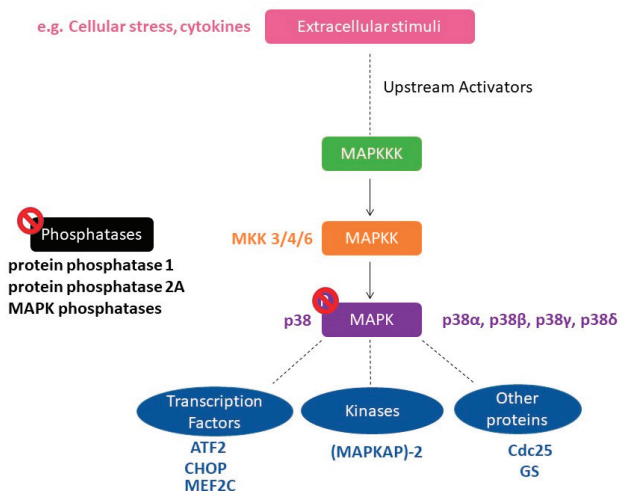 e.g. Cellular stress, cytokines
Extracellular stimuli
Upstream Activators
MAPKKK
Phosphatases
protein phosphatase 1
protein phosphatase 2A
MAPK phosphatases
MKK 3/4/6
MAPKK
p38
MAPK
p38α, p38β, p38γ, p38δ
Transcription
Factors
ATF2
CHOP
MEF2C
Kinases
(MAPKAP)-2
Other
proteins
Cdc25
GS